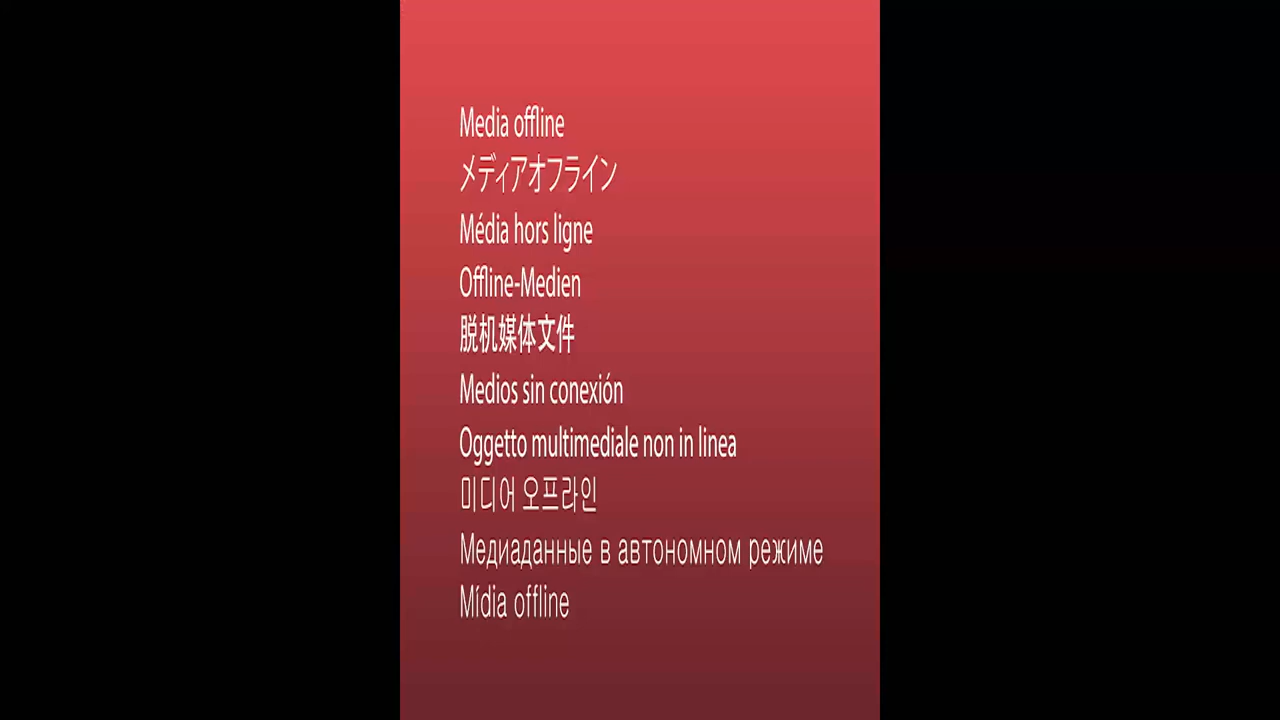 Media offline
メディアオフライン
Média hors ligne
Offline-Medien
脱机媒体文件
Medios sin conexión
Oggetto multimediale non in linea
미디어 오프라인
Медиаданные в автономном режиме
Mídia offline